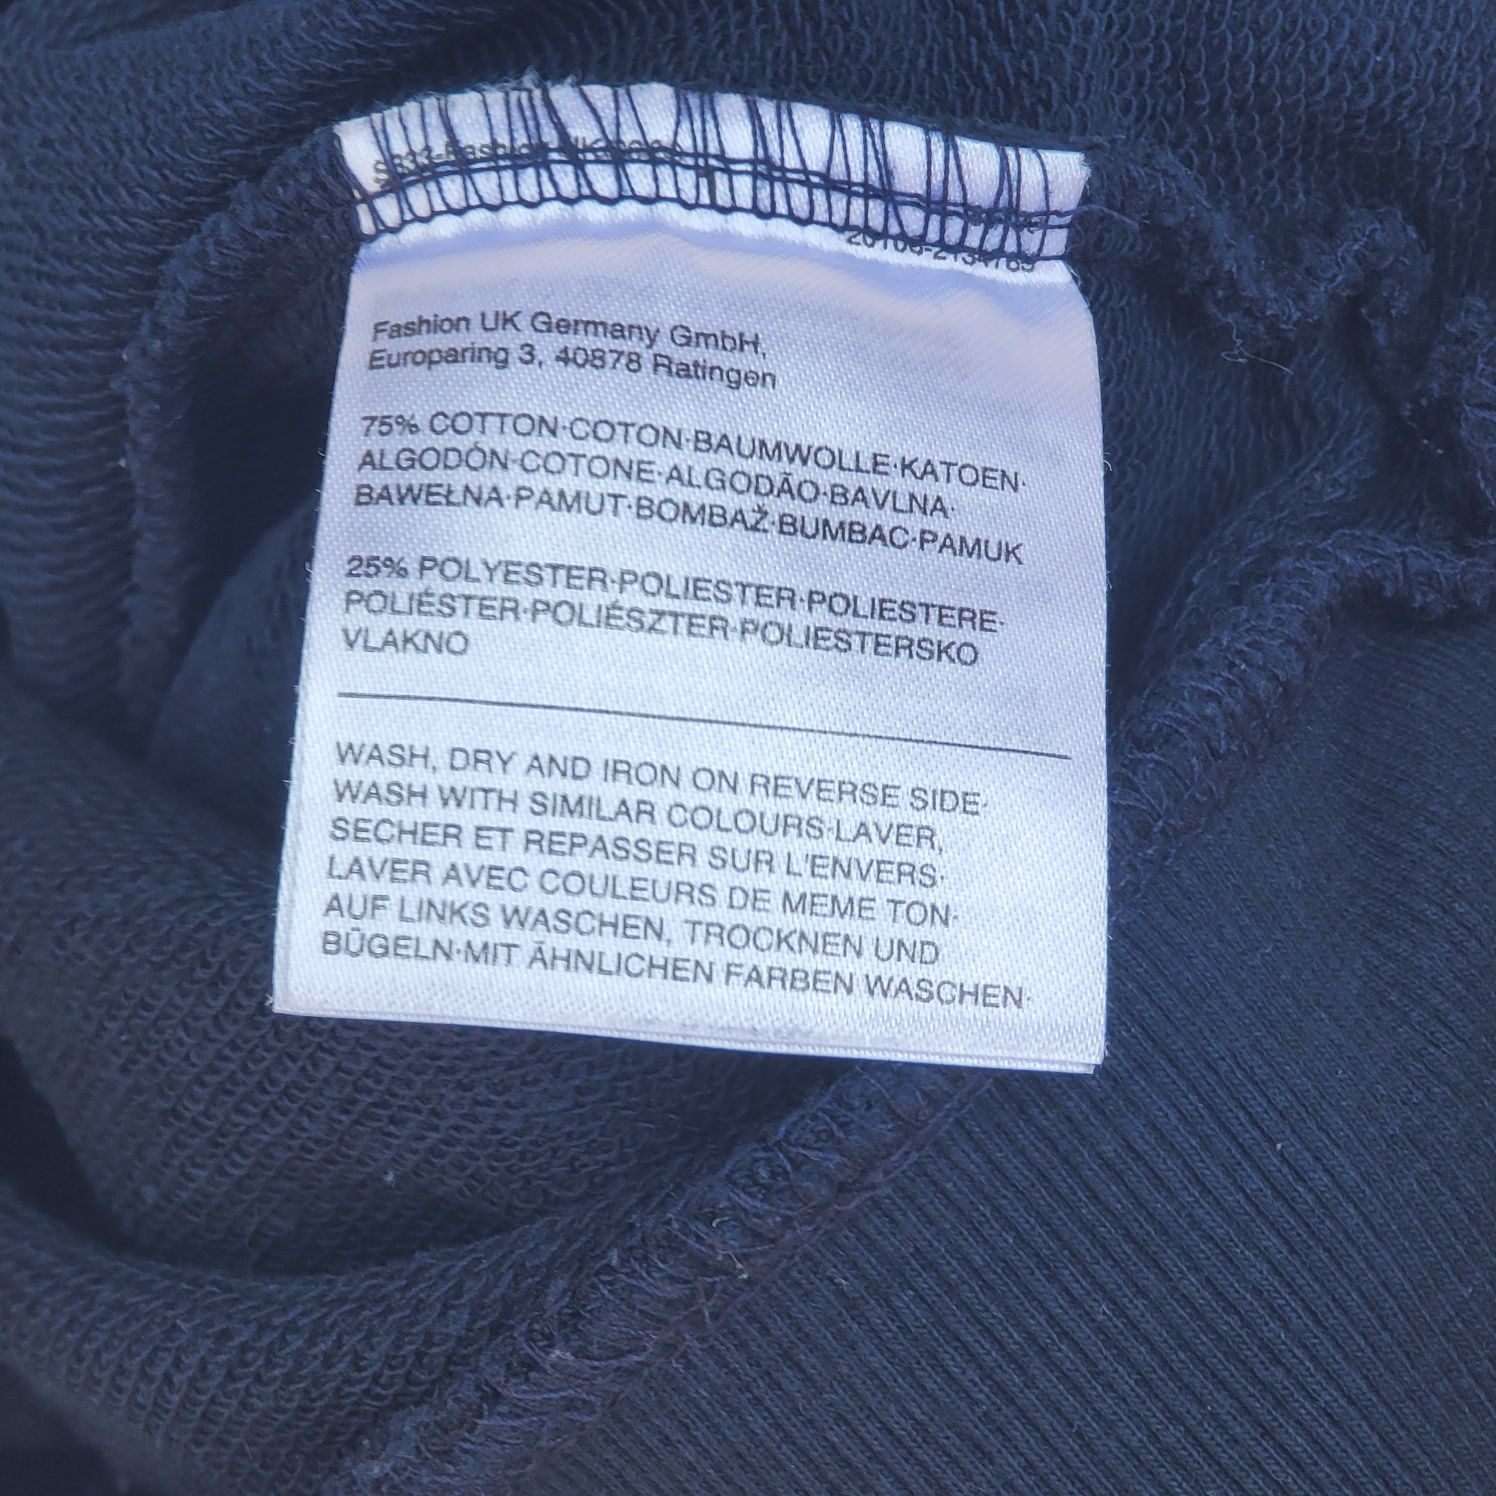 Fashion UK Germany GmbH,
Europaring 3, 40878 Ratingen
75% COTTON·COTON·BAUMWOLLE·KATOEN·
ALGODÓN·COTONE·ALGODÃO·BAVLNA·
BAWEŁNA·PAMUT·BOMBAŽ·BUMBAC·PAMUK
25% POLYESTER·POLIESTER·POLIESTERE·
POLIÉSTER·POLIÉSZTER·POLIESTERSKO
VLAKNO
WASH, DRY AND IRON ON REVERSE SIDE·
WASH WITH SIMILAR COLOURS·LAVER,
SECHER ET REPASSER SUR L'ENVERS·
LAVER AVEC COULEURS DE MEME TON·
AUF LINKS WASCHEN, TROCKNEN UND
BÜGELN·MIT ÄHNLICHEN FARBEN WASCHEN·